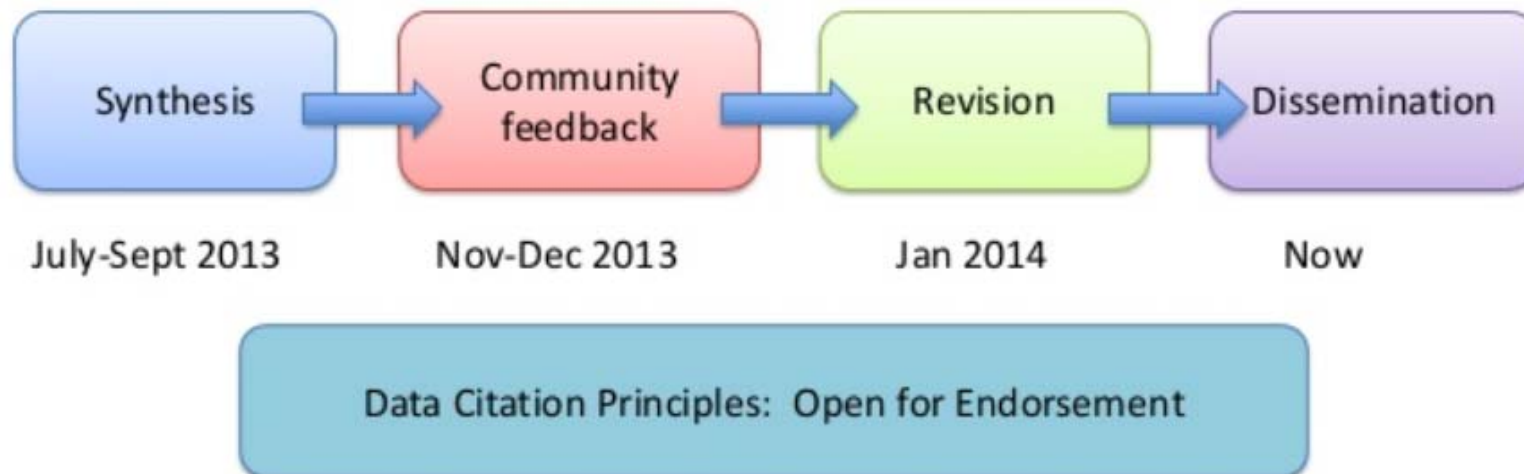 Synthesis
Community
feedback
Revision
Dissemination
July-Sept 2013
Nov-Dec 2013
Jan 2014
Now
Data Citation Principles: Open for Endorsement